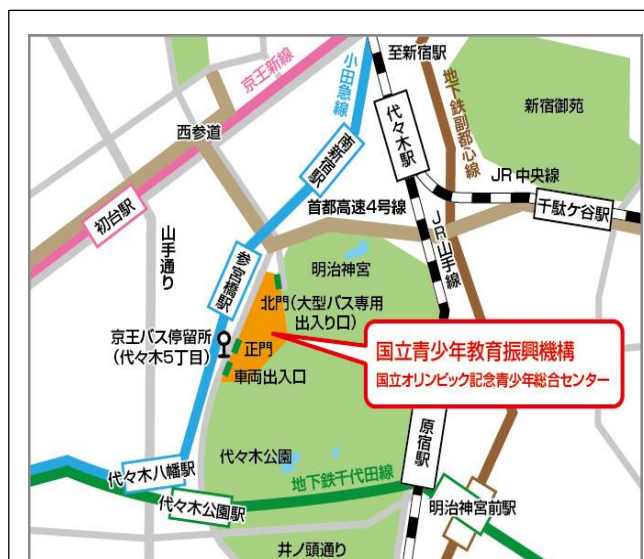 京王新線
小田急線
至新宿駅
代々木駅
地下鉄副都心線
新宿御苑
西参道
南新宿駅
JR中央線
千駄ケ谷駅
初台駅
山手通り
首都高速4号線
JR山手線
参宮橋駅
明治神宮
北門(大型バス専用
出入り口)
京王バス停留所
(代々木5丁目)
正門
車両出入口
国立青少年教育振興機構
国立オリンピック記念青少年総合センター
原宿駅
代々木公園
代々木八幡駅
地下鉄千代田線
代々木公園駅
明治神宮前駅
井ノ頭通り